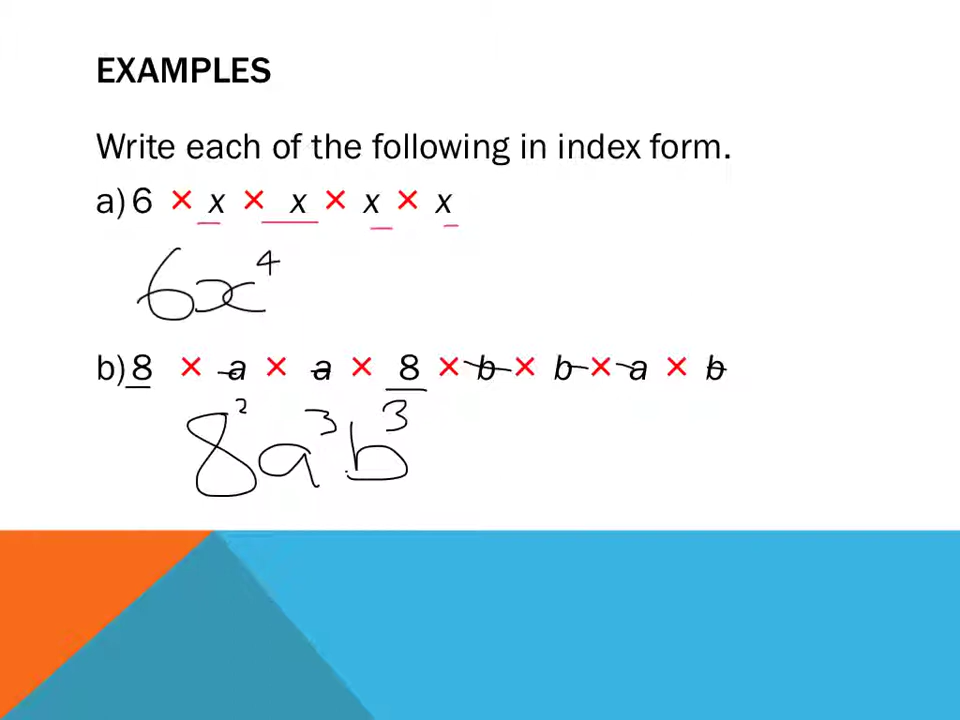 EXAMPLES
Write each of the following in index form.
a) 6 × x × x × x × x
6x⁴
b) 8 × a × a × 8 × b × b × a × b
8²a³b³